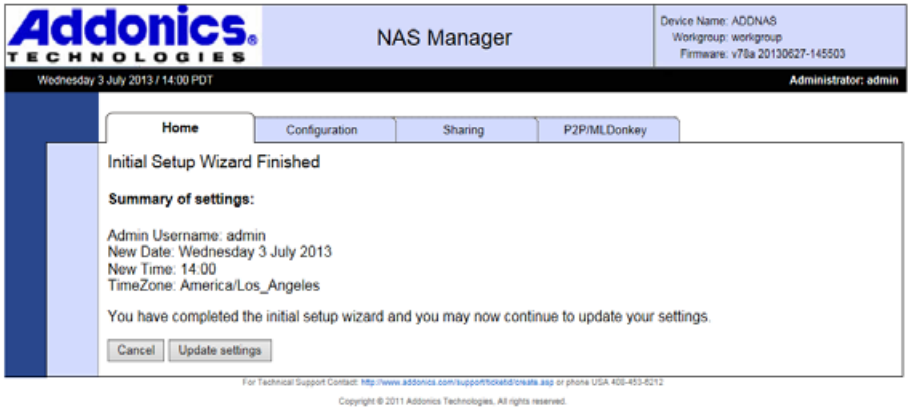 Addonics®
TECHNOLOGIES
NAS Manager
Device Name: ADDNAS
Workgroup: workgroup
Firmware: v78a 20130627-145503
Wednesday 3 July 2013 / 14:00 PDT
Administrator: admin
Home
Configuration
Sharing
P2P/MLDonkey
Initial Setup Wizard Finished
Summary of settings:
Admin Username: admin
New Date: Wednesday 3 July 2013
New Time: 14:00
TimeZone: America/Los_Angeles
You have completed the initial setup wizard and you may now continue to update your settings.
Cancel
Update settings
For Technical Support Contact: http://www.addonics.com/support/ticketid/create.asp or phone USA 408-453-6212
Copyright © 2011 Addonics Technologies, All rights reserved.